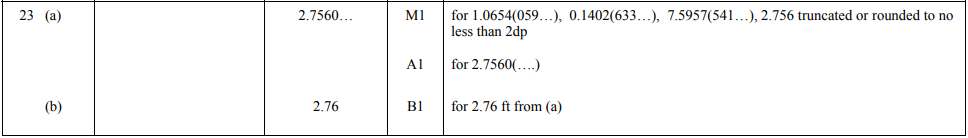 23 (a) 2.7560… M1 for 1.0654(059…), 0.1402(633…), 7.5957(541…), 2.756 truncated or rounded to no
less than 2dp
A1 for 2.7560(….)
(b) 2.76 B1 for 2.76 ft from (a)